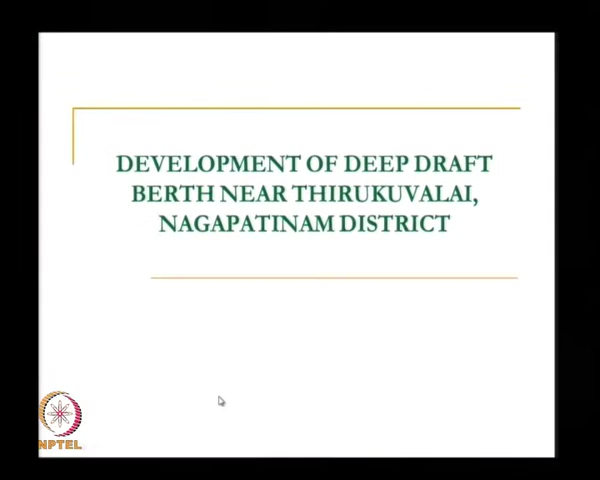 DEVELOPMENT OF DEEP DRAFT
BERTH NEAR THIRUKUVALAI,
NAGAPATINAM DISTRICT
NPTEL